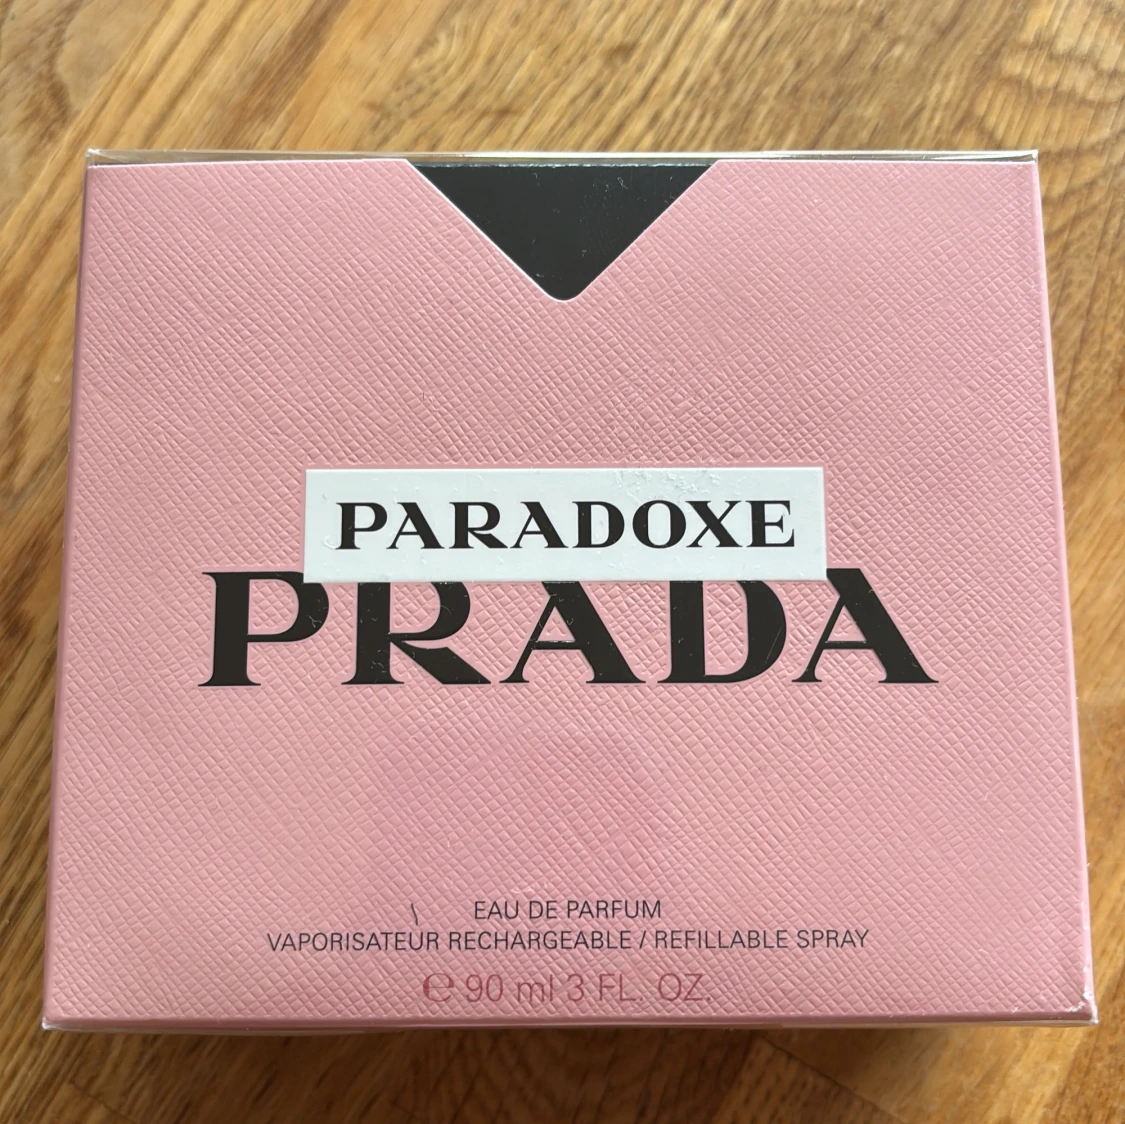 PARADOXE
PRADA
EAU DE PARFUM
VAPORISATEUR RECHARGEABLE / REFILLABLE SPRAY
℮ 90 ml 3 FL. OZ.